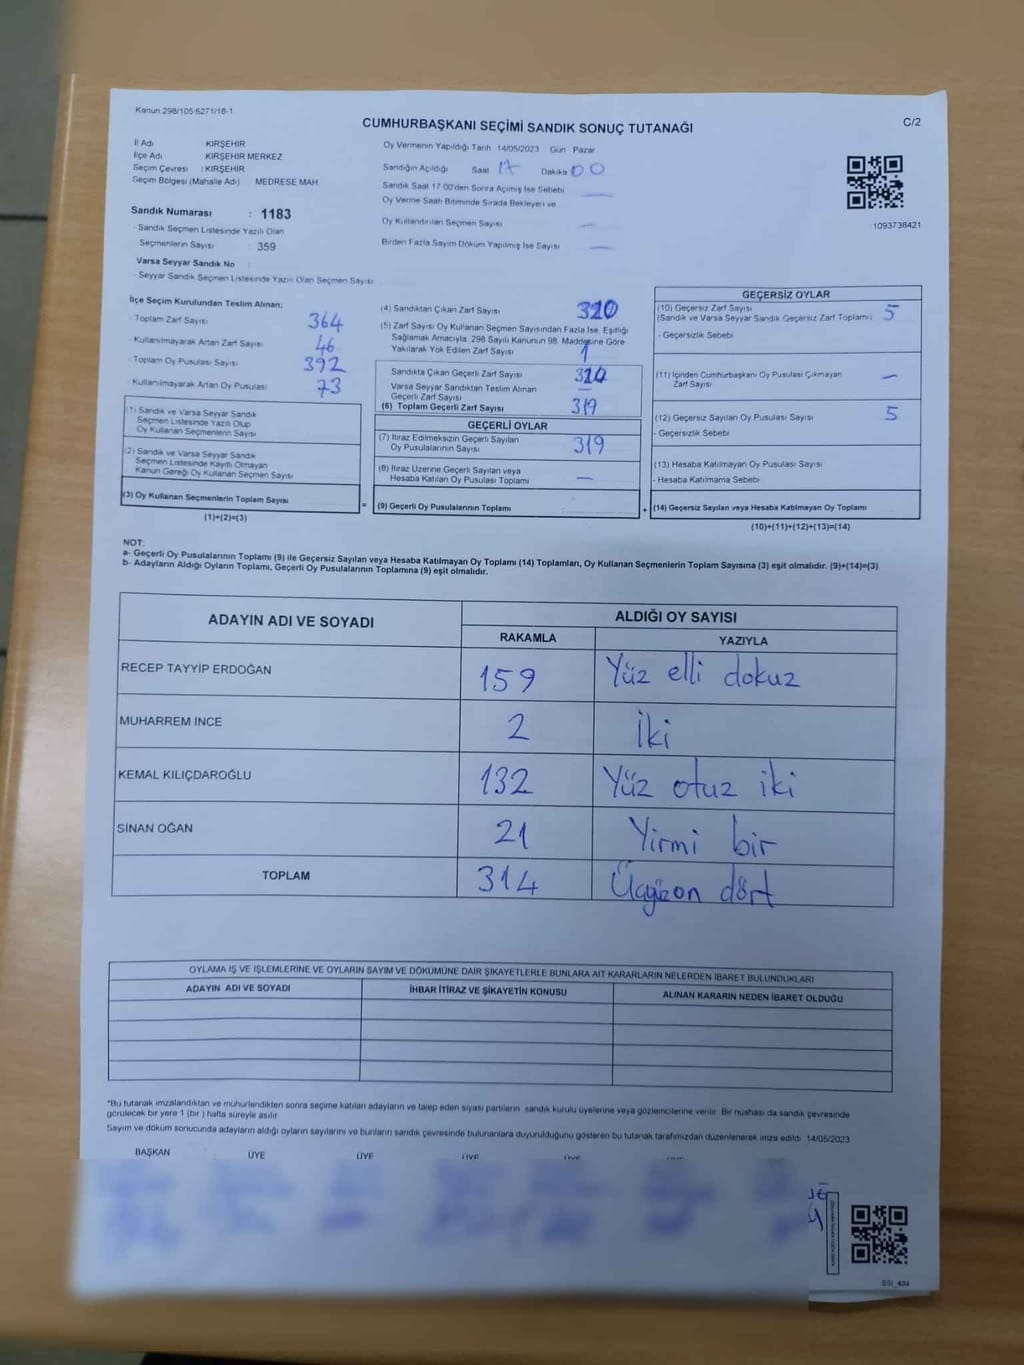 Kanun:298/105:6271/18-1
CUMHURBAŞKANI SEÇİMİ SANDIK SONUÇ TUTANAĞI
C/2
İl Adı KIRŞEHİR
İlçe Adı KIRŞEHİR MERKEZ
Seçim Çevresi : KIRŞEHİR
Seçim Bölgesi (Mahalle Adı) MEDRESE MAH
Sandık Numarası : 1183
- Sandık Seçmen Listesinde Yazılı Olan
Seçmenlerin Sayısı : 359
Varsa Seyyar Sandık No
- Seyyar Sandık Seçmen Listesinde Yazılı Olan Seçmen Sayısı
Oy Vermenin Yapıldığı Tarih 14/05/2023 Gün Pazar
Sandığın Açıldığı Saat 17 Dakika 00
Sandık Saat 17:00'den Sonra Açılmış İse Sebebi —
Oy Verme Saati Bitiminde Sırada Bekleyen ve
Oy Kullandırılan Seçmen Sayısı —
Birden Fazla Sayım Döküm Yapılmış İse Sayısı —
1093738421
İlçe Seçim Kurulundan Teslim Alınan;
- Toplam Zarf Sayısı 364
- Kullanılmayarak Artan Zarf Sayısı 46
- Toplam Oy Pusulası Sayısı 392
- Kullanılmayarak Artan Oy Pusulası 73
(1) Sandık ve Varsa Seyyar Sandık
Seçmen Listesinde Yazılı Olup
Oy Kullanan Seçmenlerin Sayısı
(2) Sandık ve Varsa Seyyar Sandık
Seçmen Listesinde Kayıtlı Olmayan
Kanun Gereği Oy Kullanan Seçmen Sayısı
(3) Oy Kullanan Seçmenlerin Toplam Sayısı
(1)+(2)=(3)
(4) Sandıktan Çıkan Zarf Sayısı 320
(5) Zarf Sayısı Oy Kullanan Seçmen Sayısından Fazla İse, Eşitliği
Sağlamak Amacıyla, 298 Sayılı Kanunun 98. Maddesine Göre
Yakılarak Yok Edilen Zarf Sayısı 1
Sandıkta Çıkan Geçerli Zarf Sayısı
Varsa Seyyar Sandıktan Teslim Alınan
Geçerli Zarf Sayısı —
(6) Toplam Geçerli Zarf Sayısı 319
GEÇERLİ OYLAR
(7) İtiraz Edilmeksizin Geçerli Sayılan
Oy Pusulalarının Sayısı 319
(8) İtiraz Üzerine Geçerli Sayılan veya
Hesaba Katılan Oy Pusulası Toplamı —
= (9) Geçerli Oy Pusulalarının Toplamı
GEÇERSİZ OYLAR
(10) Geçersiz Zarf Sayısı
(Sandık ve Varsa Seyyar Sandık Geçersiz Zarf Toplamı) 5
- Geçersizlik Sebebi
(11) İçinden Cumhurbaşkanı Oy Pusulası Çıkmayan
Zarf Sayısı —
(12) Geçersiz Sayılan Oy Pusulası Sayısı 5
- Geçersizlik Sebebi
(13) Hesaba Katılmayan Oy Pusulası Sayısı
- Hesaba Katılmama Sebebi
+ (14) Geçersiz Sayılan veya Hesaba Katılmayan Oy Toplamı
(10)+(11)+(12)+(13)=(14)
NOT:
a- Geçerli Oy Pusulalarının Toplamı (9) ile Geçersiz Sayılan veya Hesaba Katılmayan Oy Toplamı (14) Toplamları, Oy Kullanan Seçmenlerin Toplam Sayısına (3) eşit olmalıdır. (9)+(14)=(3)
b- Adayların Aldığı Oyların Toplamı, Geçerli Oy Pusulalarının Toplamına (9) eşit olmalıdır.
ADAYIN ADI VE SOYADI ALDIĞI OY SAYISI
RAKAMLA YAZIYLA
RECEP TAYYIP ERDOĞAN 159 Yüz elli dokuz
MUHARREM İNCE 2 İki
KEMAL KILIÇDAROĞLU 132 Yüz otuz iki
SİNAN OĞAN 21 Yirmi bir
TOPLAM 314 Üçyüzon dört
OYLAMA İŞ VE İŞLEMLERİNE VE OYLARIN SAYIM VE DÖKÜMÜNE DAİR ŞİKAYETLERLE BUNLARA AİT KARARLARIN NELERDEN İBARET BULUNDUKLARI
ADAYIN ADI VE SOYADI İHBAR İTİRAZ VE ŞİKAYETİN KONUSU ALINAN KARARIN NEDEN İBARET OLDUĞU
*Bu tutanak imzalandıktan ve mühürlendikten sonra seçime katılan adayların ve talep eden siyasi partilerin sandık kurulu üyelerine veya gözlemcilerine verilir. Bir nüshası da sandık çevresinde
görülecek bir yere 1 (bir) hafta süreyle asılır
Sayım ve döküm sonucunda adayların aldığı oyların sayılarını ve bunların sandık çevresinde bulunanlara duyurulduğunu gösteren bu tutanak tarafımızdan düzenlenerek imza edildi. 14/05/2023
BAŞKAN ÜYE ÜYE ÜYE